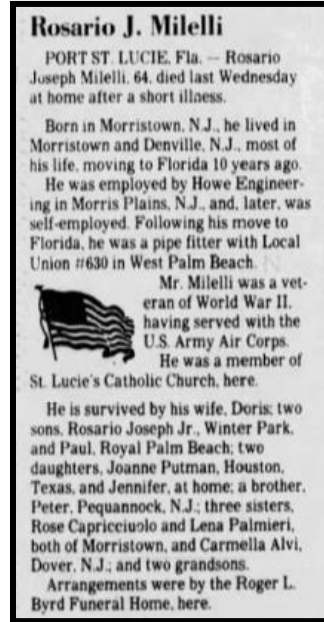 Rosario J. Milelli
PORT ST. LUCIE, Fla. — Rosario
Joseph Milelli, 64, died last Wednesday
at home after a short illness.
Born in Morristown, N.J., he lived in
Morristown and Denville, N.J., most of
his life, moving to Florida 10 years ago.
He was employed by Howe Engineer-
ing in Morris Plains, N.J., and, later, was
self-employed. Following his move to
Florida, he was a pipe fitter with Local
Union #630 in West Palm Beach.
Mr. Milelli was a vet-
eran of World War II,
having served with the
U.S. Army Air Corps.
He was a member of
St. Lucie's Catholic Church, here.
He is survived by his wife, Doris; two
sons, Rosario Joseph Jr., Winter Park,
and Paul, Royal Palm Beach; two
daughters, Joanne Putman, Houston,
Texas, and Jennifer, at home; a brother,
Peter, Pequannock, N.J.; three sisters,
Rose Capricciuolo and Lena Palmieri,
both of Morristown, and Carmella Alvi,
Dover, N.J.; and two grandsons.
Arrangements were by the Roger L.
Byrd Funeral Home, here.